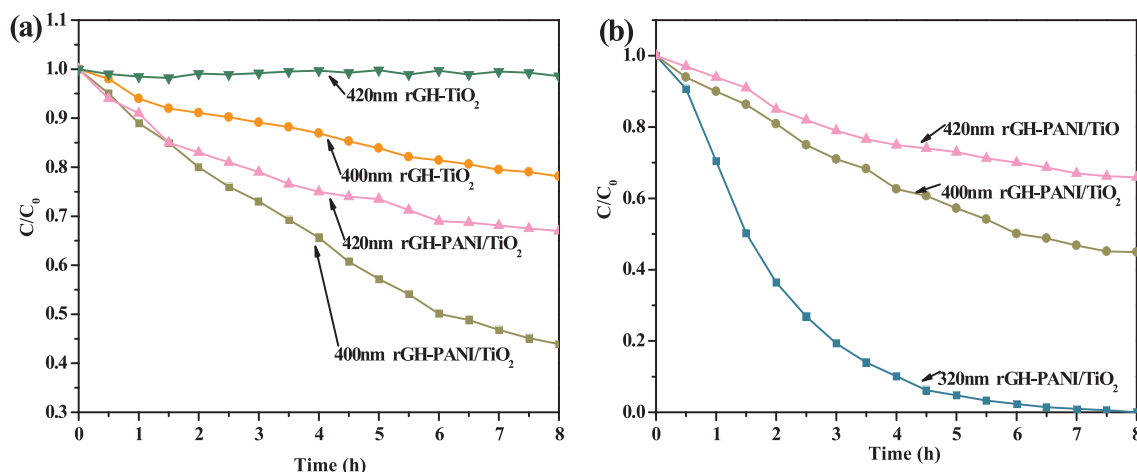 (a)
1.1
1.0
0.9
0.8
0.7
0.6
0.5
0.4
0.3
C/C₀
420nm rGH-TiO₂
400nm rGH-TiO₂
420nm rGH-PANI/TiO₂
400nm rGH-PANI/TiO₂
0 1 2 3 4 5 6 7 8
Time (h)
(b)
1.0
0.8
0.6
0.4
0.2
0.0
C/C₀
420nm rGH-PANI/TiO
400nm rGH-PANI/TiO₂
320nm rGH-PANI/TiO₂
0 1 2 3 4 5 6 7 8
Time (h)